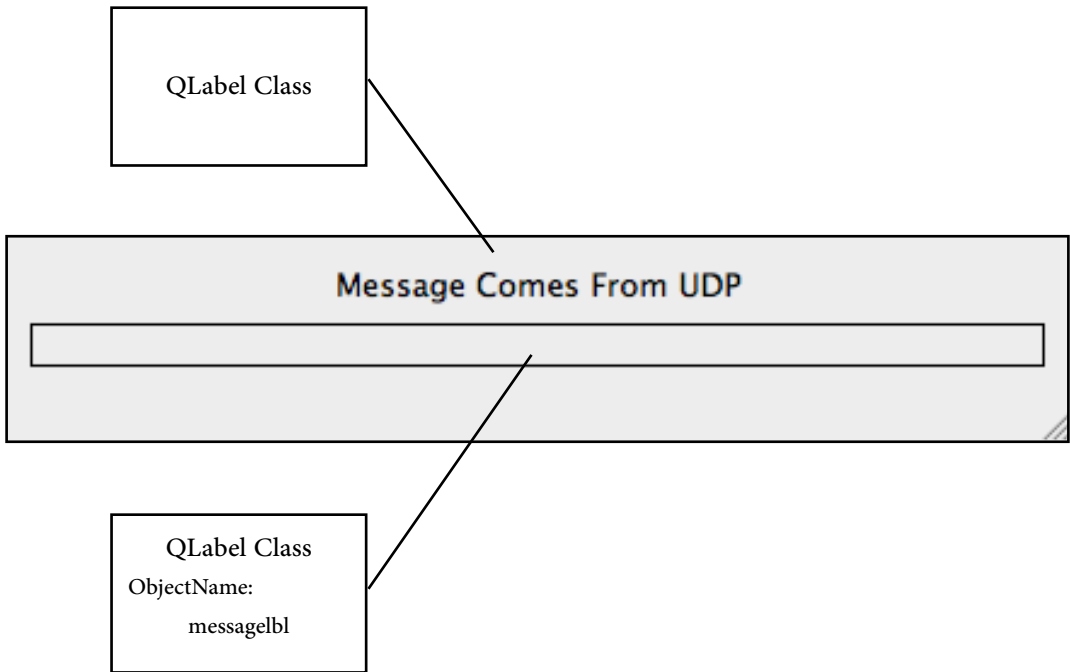 QLabel Class
Message Comes From UDP
QLabel Class
ObjectName:
messagelbl